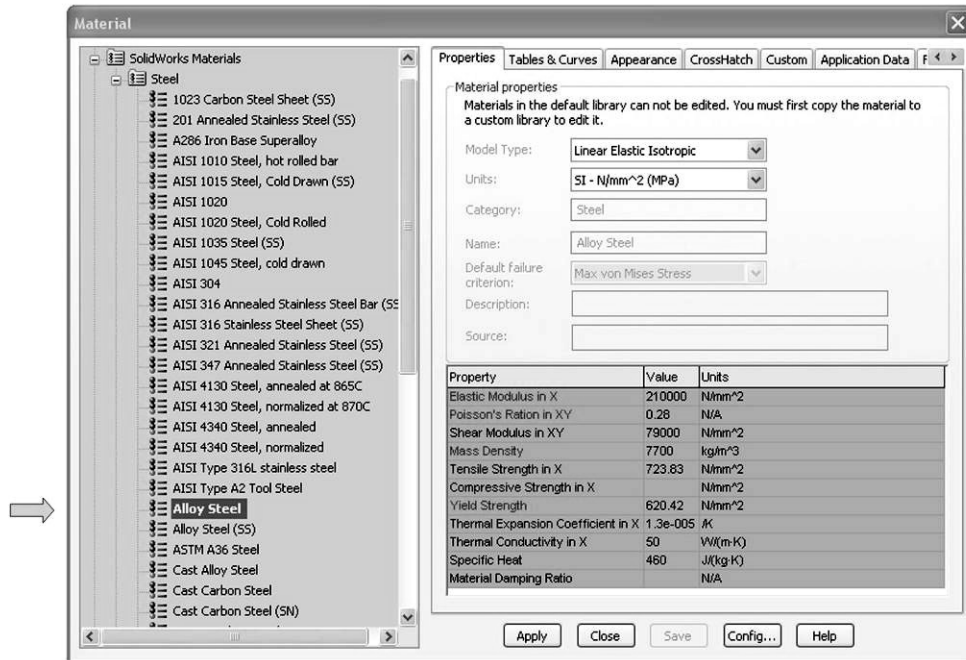 Material
SolidWorks Materials
Steel
1023 Carbon Steel Sheet (SS)
201 Annealed Stainless Steel (SS)
A286 Iron Base Superalloy
AISI 1010 Steel, hot rolled bar
AISI 1015 Steel, Cold Drawn (SS)
AISI 1020
AISI 1020 Steel, Cold Rolled
AISI 1035 Steel (SS)
AISI 1045 Steel, cold drawn
AISI 304
AISI 316 Annealed Stainless Steel Bar (SS
AISI 316 Stainless Steel Sheet (SS)
AISI 321 Annealed Stainless Steel (SS)
AISI 347 Annealed Stainless Steel (SS)
AISI 4130 Steel, annealed at 865C
AISI 4130 Steel, normalized at 870C
AISI 4340 Steel, annealed
AISI 4340 Steel, normalized
AISI Type 316L stainless steel
AISI Type A2 Tool Steel
Alloy Steel
Alloy Steel (SS)
ASTM A36 Steel
Cast Alloy Steel
Cast Carbon Steel
Cast Carbon Steel (SN)
Properties Tables & Curves Appearance CrossHatch Custom Application Data F
Material properties
Materials in the default library can not be edited. You must first copy the material to
a custom library to edit it.
Model Type: Linear Elastic Isotropic
Units: SI - N/mm^2 (MPa)
Category: Steel
Name: Alloy Steel
Default failure
criterion: Max von Mises Stress
Description:
Source:
Property Value Units
Elastic Modulus in X 210000 N/mm^2
Poisson's Ration in XY 0.28 N/A
Shear Modulus in XY 79000 N/mm^2
Mass Density 7700 kg/m^3
Tensile Strength in X 723.83 N/mm^2
Compressive Strength in X N/mm^2
Yield Strength 620.42 N/mm^2
Thermal Expansion Coefficient in X 1.3e-005 /K
Thermal Conductivity in X 50 W/(m·K)
Specific Heat 460 J/(kg·K)
Material Damping Ratio N/A
Apply Close Save Config... Help